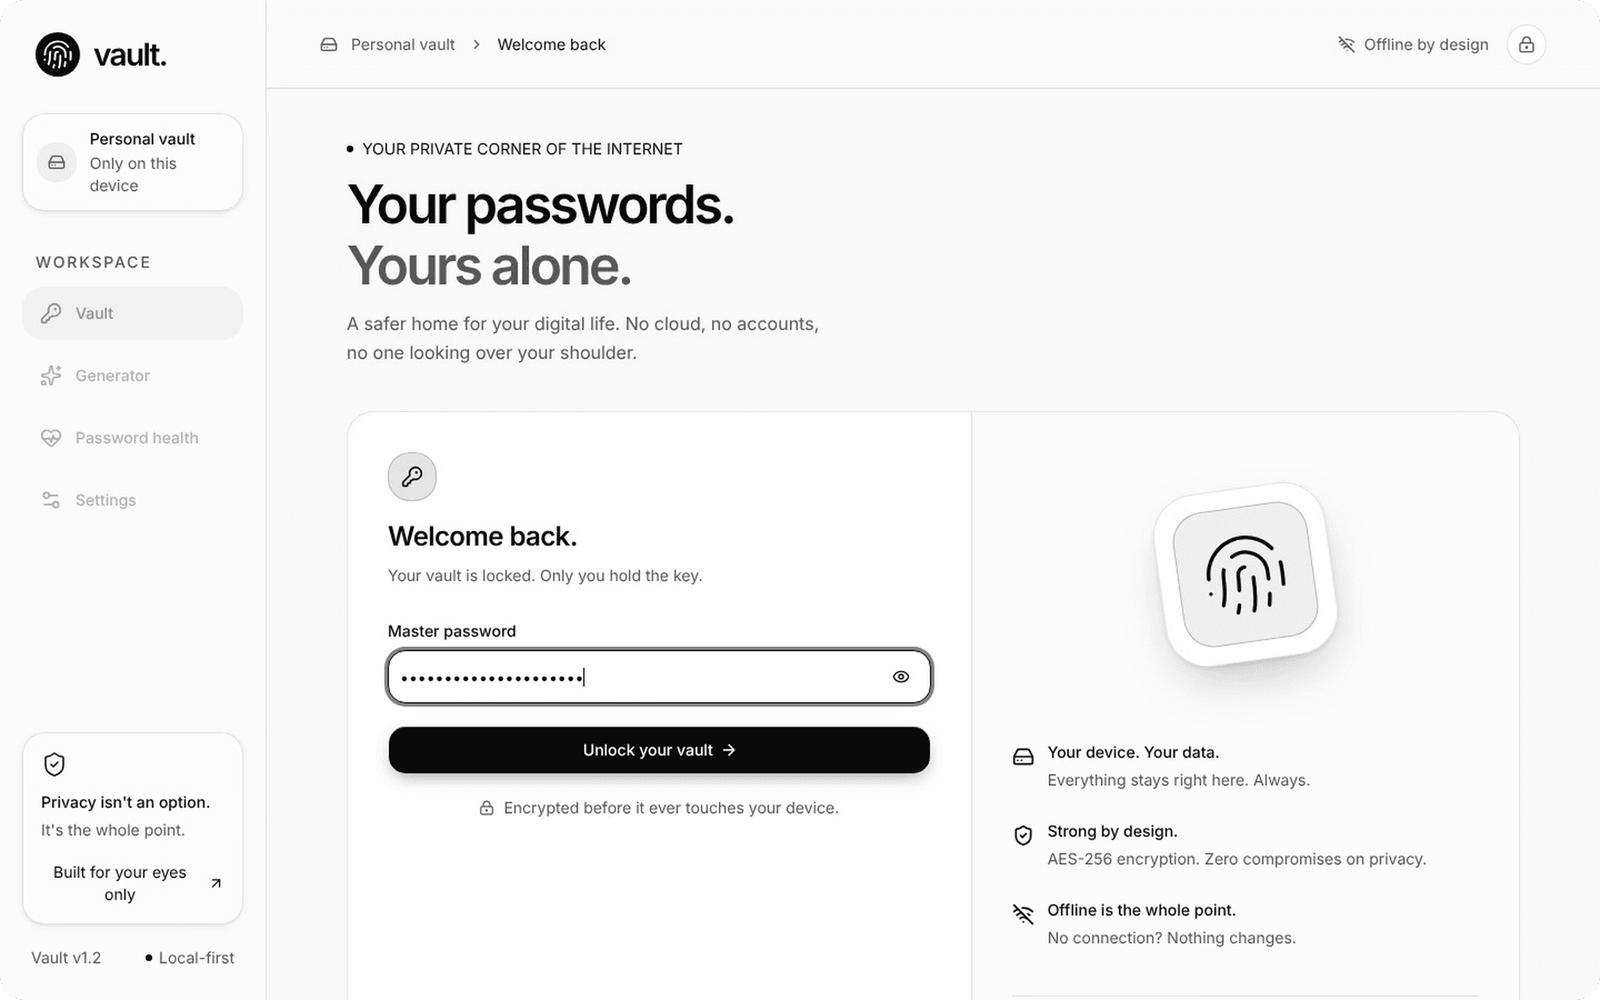 vault.
Personal vault
Only on this
device
WORKSPACE
Vault
Generator
Password health
Settings
Privacy isn't an option.
It's the whole point.
Built for your eyes
only
Vault v1.2
Local-first
Personal vault
Welcome back
Offline by design
YOUR PRIVATE CORNER OF THE INTERNET
Your passwords.
Yours alone.
A safer home for your digital life. No cloud, no accounts,
no one looking over your shoulder.
Welcome back.
Your vault is locked. Only you hold the key.
Master password
•••••••••••••••••••••
Unlock your vault →
Encrypted before it ever touches your device.
Your device. Your data.
Everything stays right here. Always.
Strong by design.
AES-256 encryption. Zero compromises on privacy.
Offline is the whole point.
No connection? Nothing changes.